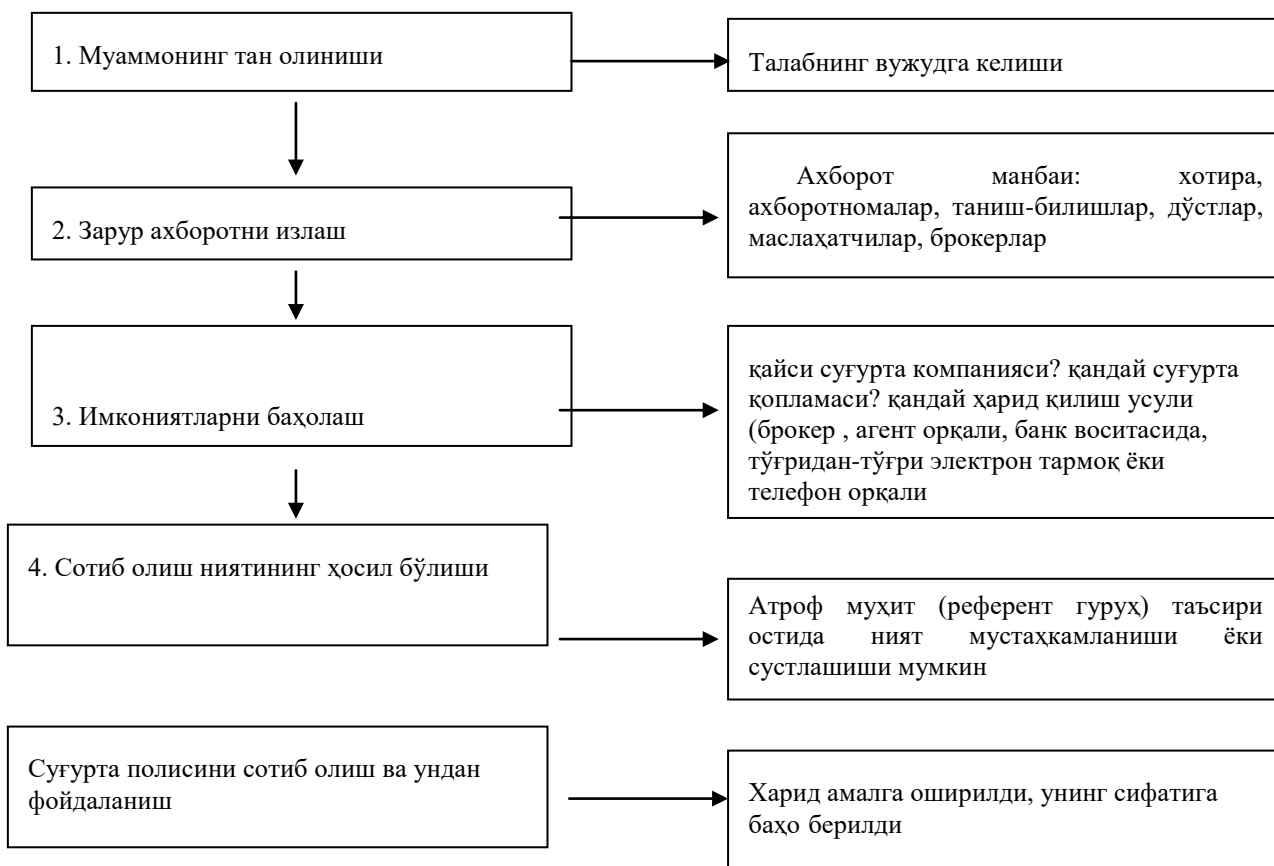 1. Муаммонинг тан олиниши
Талабнинг вужудга келиши
2. Зарур ахборотни излаш
Ахборот манбаи: хотира,
ахборотномалар, таниш-билишлар, дўстлар,
маслаҳатчилар, брокерлар
3. Имкониятларни баҳолаш
қайси суғурта компанияси? қандай суғурта
қопламаси? қандай ҳарид қилиш усули
(брокер , агент орқали, банк воситасида,
тўғридан-тўғри электрон тармоқ ёки
телефон орқали
4. Сотиб олиш ниятининг ҳосил бўлиши
Атроф муҳит (референт гуруҳ) таъсири
остида ният мустаҳкамланиши ёки
сустлашиши мумкин
Суғурта полисини сотиб олиш ва ундан
фойдаланиш
Харид амалга оширилди, унинг сифатига
баҳо берилди